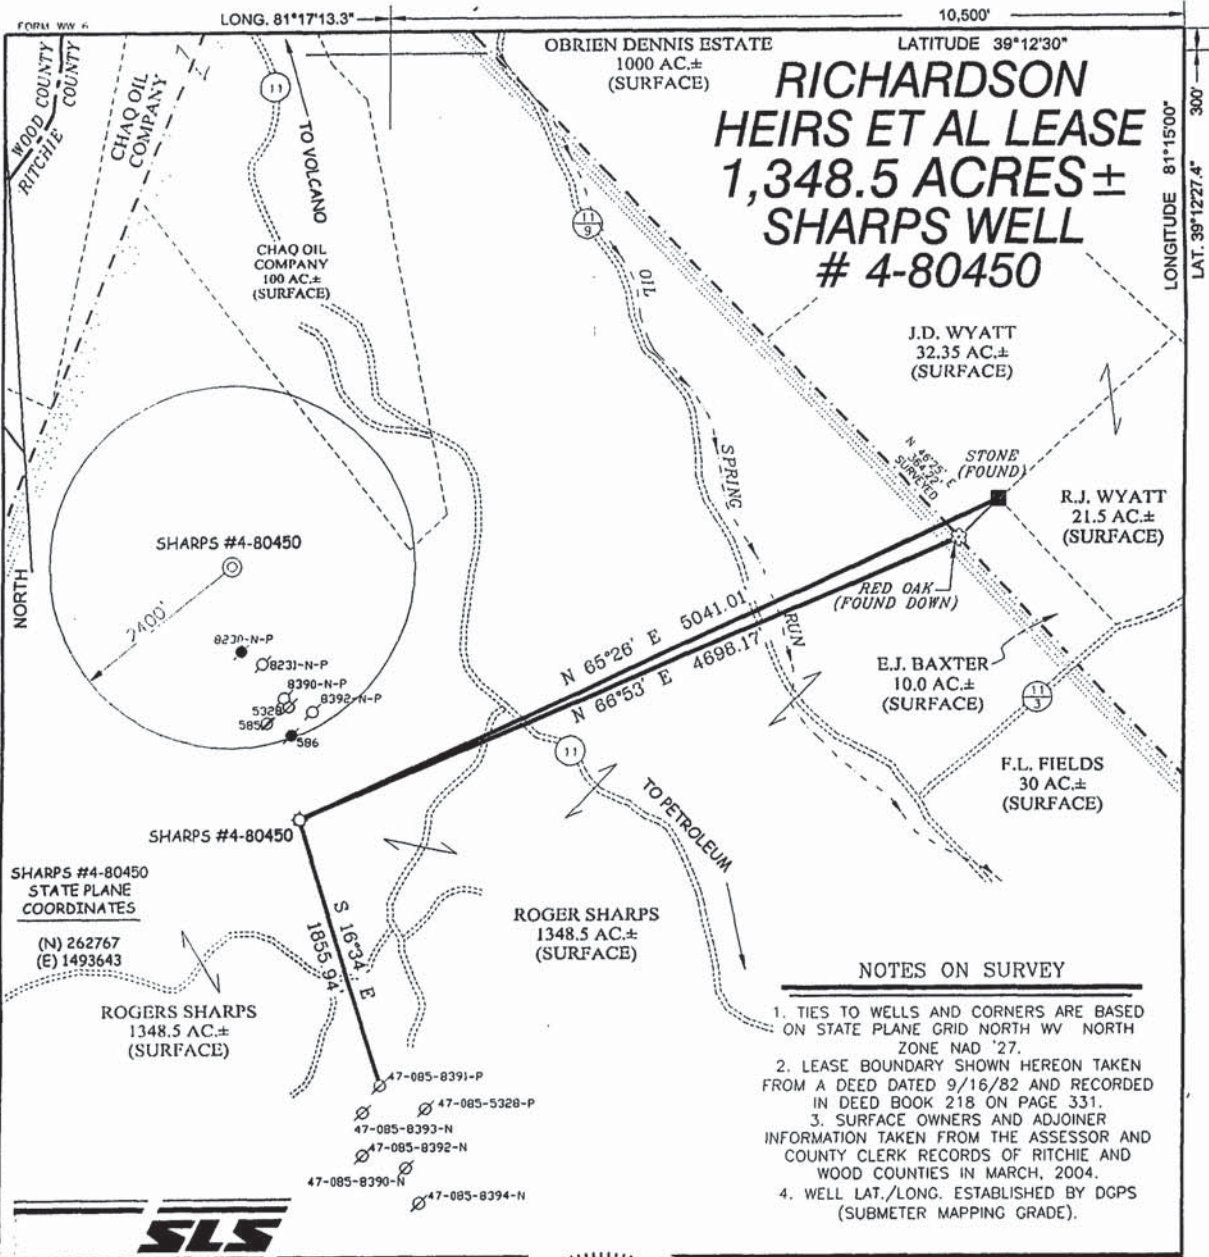 FORM WW 6
LONG. 81°17'13.3"
10,500'
LATITUDE 39°12'30"
300'
LONGITUDE 81°15'00"
LAT. 39°12'27.4"
WOOD COUNTY
RITCHIE COUNTY
CHAQ OIL
COMPANY
11
TO VOLCANO
OBRIEN DENNIS ESTATE
1000 AC.±
(SURFACE)
RICHARDSON
HEIRS ET AL LEASE
1,348.5 ACRES±
SHARPS WELL
# 4-80450
11
9
CHAQ OIL
COMPANY
100 AC.±
(SURFACE)
OIL
SPRING
RUN
J.D. WYATT
32.35 AC.±
(SURFACE)
N 46°25' E
364.22'
SURVEYED
STONE
(FOUND)
R.J. WYATT
21.5 AC.±
(SURFACE)
NORTH
SHARPS #4-80450
2400'
8230-N-P
8231-N-P
8390-N-P
5328
8392-N-P
585
586
RED OAK
(FOUND DOWN)
N 65°26' E 5041.01'
N 66°53' E 4698.17'
E.J. BAXTER
10.0 AC.±
(SURFACE)
11
3
11
F.L. FIELDS
30 AC.±
(SURFACE)
TO PETROLEUM
SHARPS #4-80450
SHARPS #4-80450
STATE PLANE
COORDINATES
(N) 262767
(E) 1493643
S 16°34' E
1855.94'
ROGER SHARPS
1348.5 AC.±
(SURFACE)
ROGERS SHARPS
1348.5 AC.±
(SURFACE)
47-085-8391-P
47-085-5328-P
47-085-8393-N
47-085-8392-N
47-085-8390-N
47-085-8394-N
NOTES ON SURVEY
1. TIES TO WELLS AND CORNERS ARE BASED
ON STATE PLANE GRID NORTH WV NORTH
ZONE NAD '27.
2. LEASE BOUNDARY SHOWN HEREON TAKEN
FROM A DEED DATED 9/16/82 AND RECORDED
IN DEED BOOK 218 ON PAGE 331.
3. SURFACE OWNERS AND ADJOINER
INFORMATION TAKEN FROM THE ASSESSOR AND
COUNTY CLERK RECORDS OF RITCHIE AND
WOOD COUNTIES IN MARCH, 2004.
4. WELL LAT./LONG. ESTABLISHED BY DGPS
(SUBMETER MAPPING GRADE).
SLS